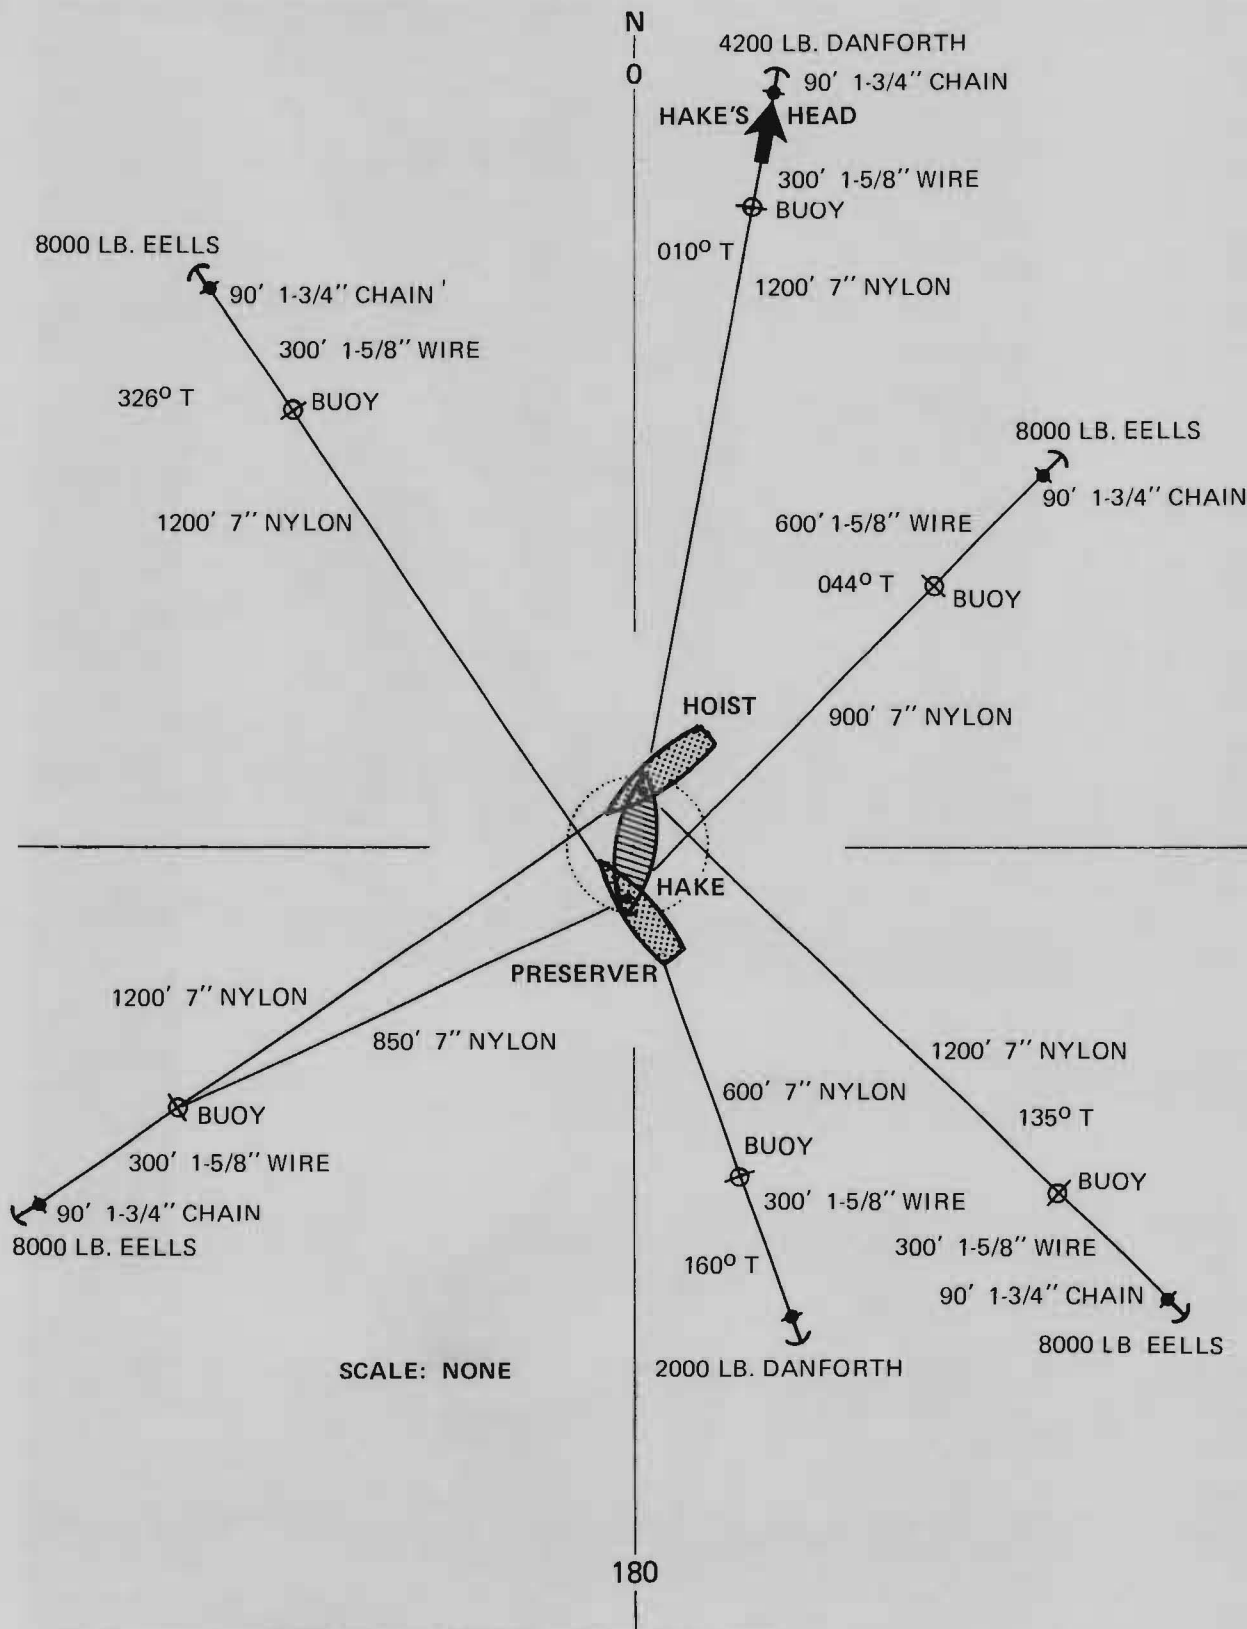 N
0
4200 LB. DANFORTH
90' 1-3/4" CHAIN
HAKE'S HEAD
300' 1-5/8" WIRE
BUOY
010° T
1200' 7" NYLON
8000 LB. EELLS
90' 1-3/4" CHAIN '
300' 1-5/8" WIRE
326° T
BUOY
1200' 7" NYLON
8000 LB. EELLS
90' 1-3/4" CHAIN
600' 1-5/8" WIRE
044° T
BUOY
900' 7" NYLON
HOIST
HAKE
PRESERVER
1200' 7" NYLON
850' 7" NYLON
BUOY
300' 1-5/8" WIRE
90' 1-3/4" CHAIN
8000 LB. EELLS
600' 7" NYLON
BUOY
300' 1-5/8" WIRE
160° T
2000 LB. DANFORTH
1200' 7" NYLON
135° T
BUOY
300' 1-5/8" WIRE
90' 1-3/4" CHAIN
8000 LB EELLS
SCALE: NONE
180